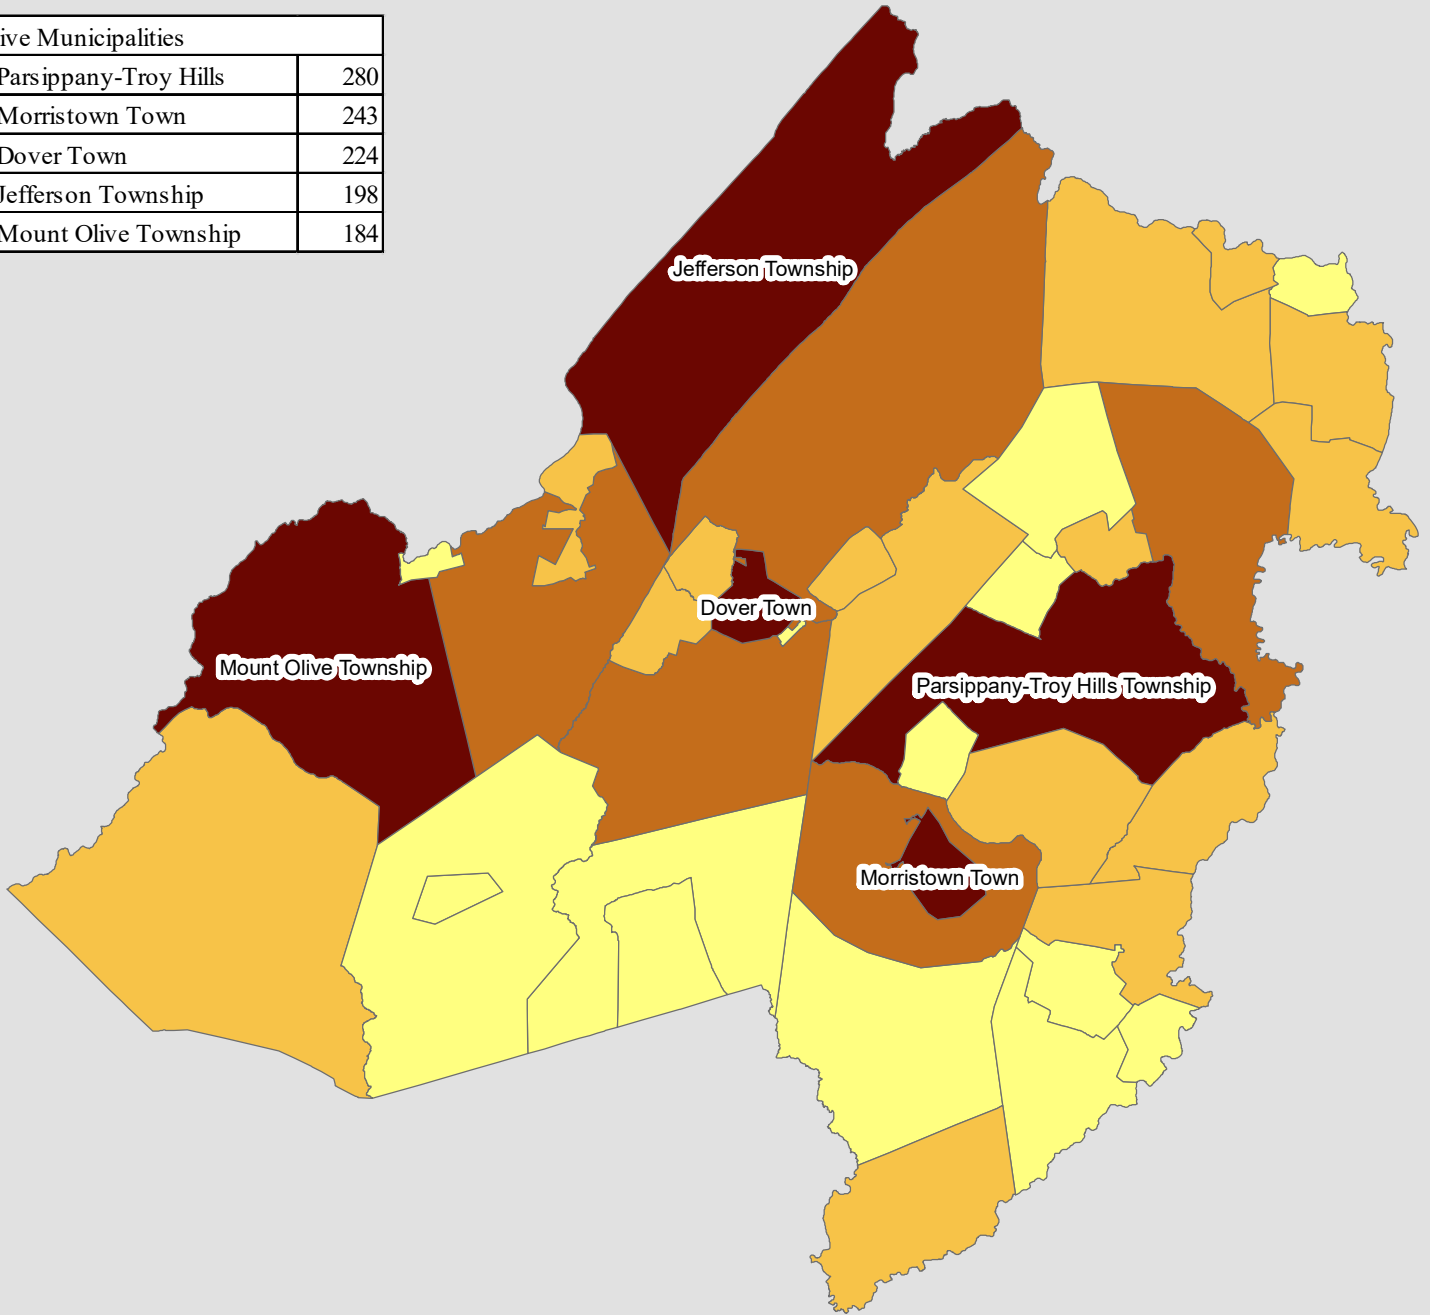 ive Municipalities
Parsippany-Troy Hills 280
Morristown Town 243
Dover Town 224
Jefferson Township 198
Mount Olive Township 184
Jefferson Township
Dover Town
Mount Olive Township
Parsippany-Troy Hills Township
Morristown Town